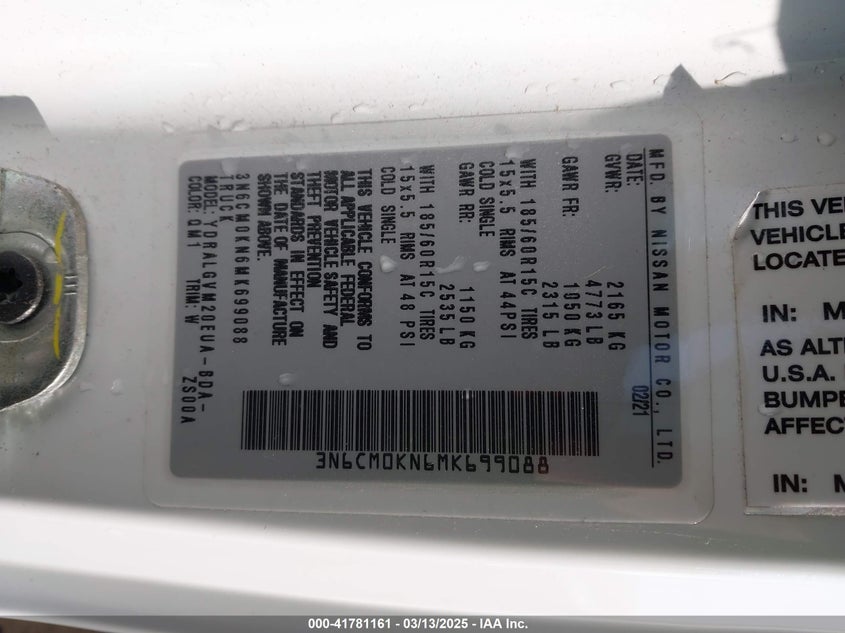 MFD. BY NISSAN MOTOR CO., LTD.
DATE: 02/21
GVWR: 2165 KG
4773 LB
GAWR FR: 1050 KG
2315 LB
WITH 185/60R15C TIRES
15x5.5 RIMS AT 44PSI
COLD SINGLE
GAWR RR: 1150 KG
2535 LB
WITH 185/60R15C TIRES
15x5.5 RIMS AT 48 PSI
COLD SINGLE
THIS VEHICLE CONFORMS TO
ALL APPLICABLE FEDERAL
MOTOR VEHICLE SAFETY AND
THEFT PREVENTION
STANDARDS IN EFFECT ON
THE DATE OF MANUFACTURE
SHOWN ABOVE.
3N6CM0KN6MK699088
TRUCK
MODEL: YDRALGVM20EUA-BDA-
ZS00A
COLOR: QM1 TRIM: W
3N6CM0KN6MK699088
THIS VE
VEHICLE
LOCATE
IN: M
AS ALT
U.S.A.
BUMPE
AFFEC
IN: M
000-41781161 - 03/13/2025 - IAA Inc.